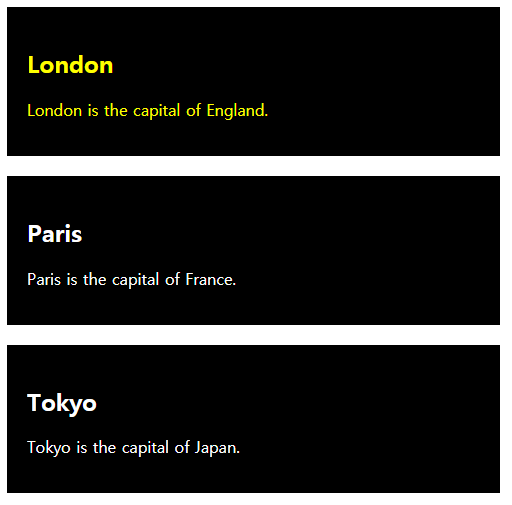 London
London is the capital of England.
Paris
Paris is the capital of France.
Tokyo
Tokyo is the capital of Japan.